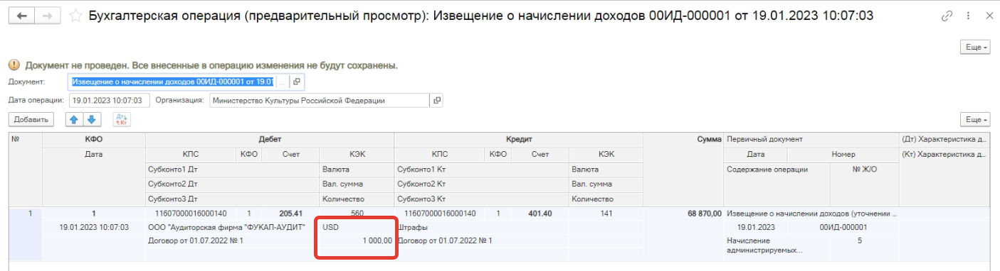 Бухгалтерская операция (предварительный просмотр): Извещение о начислении доходов 00ИД-000001 от 19.01.2023 10:07:03
Еще
Документ не проведен. Все внесенные в операцию изменения не будут сохранены.
Документ: Извещение о начислении доходов 00ИД-000001 от 19.01 ...
Дата операции: 19.01.2023 10:07:03 Организация: Министерство Культуры Российской Федерации
Добавить Дт Кт Еще
№ КФО Дебет Кредит Сумма Первичный документ (Дт) Характеристика д...
Дата КПС КФО Счет КЭК КПС КФО Счет КЭК Дата Номер (Кт) Характеристика д...
Субконто1 Дт Валюта Субконто1 Кт Валюта Содержание операции № Ж/О
Субконто2 Дт Вал. сумма Субконто2 Кт Вал. сумма
Субконто3 Дт Количество Субконто3 Кт Количество
1 1 11607000016000140 1 205.41 560 11607000016000140 1 401.40 141 68 870,00 Извещение о начислении доходов (уточнении ...
19.01.2023 10:07:03 ООО "Аудиторская фирма "ФУКАП-АУДИТ" USD Штрафы 19.01.2023 00ИД-000001
Договор от 01.07.2022 № 1 1 000,00 Договор от 01.07.2022 № 1 Начисление 5
администрируемых...